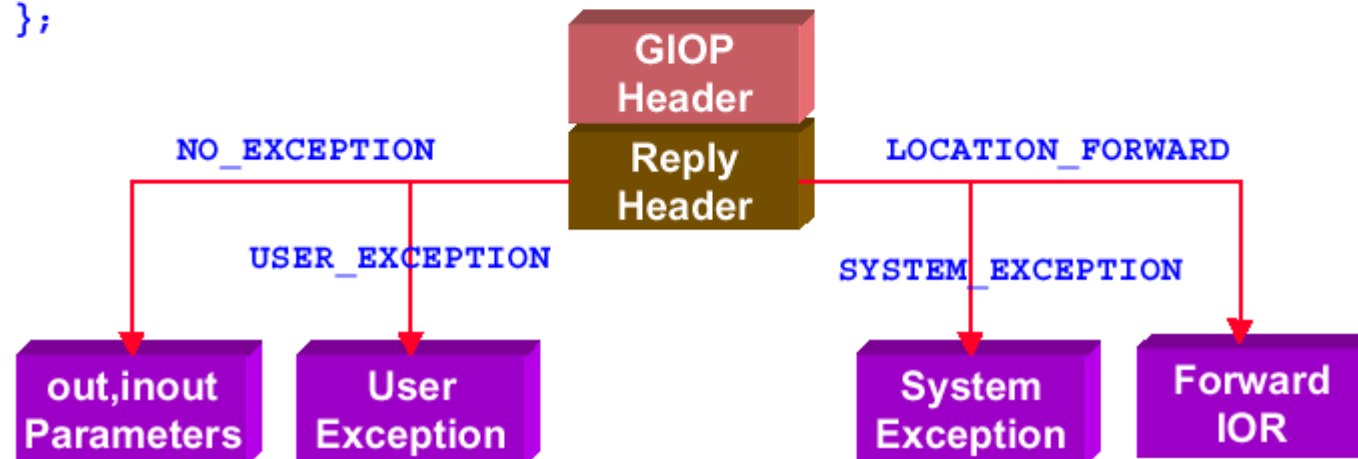 };
GIOP
Header
NO_EXCEPTION
Reply
Header
LOCATION_FORWARD
USER_EXCEPTION
SYSTEM_EXCEPTION
out,inout
Parameters
User
Exception
System
Exception
Forward
IOR